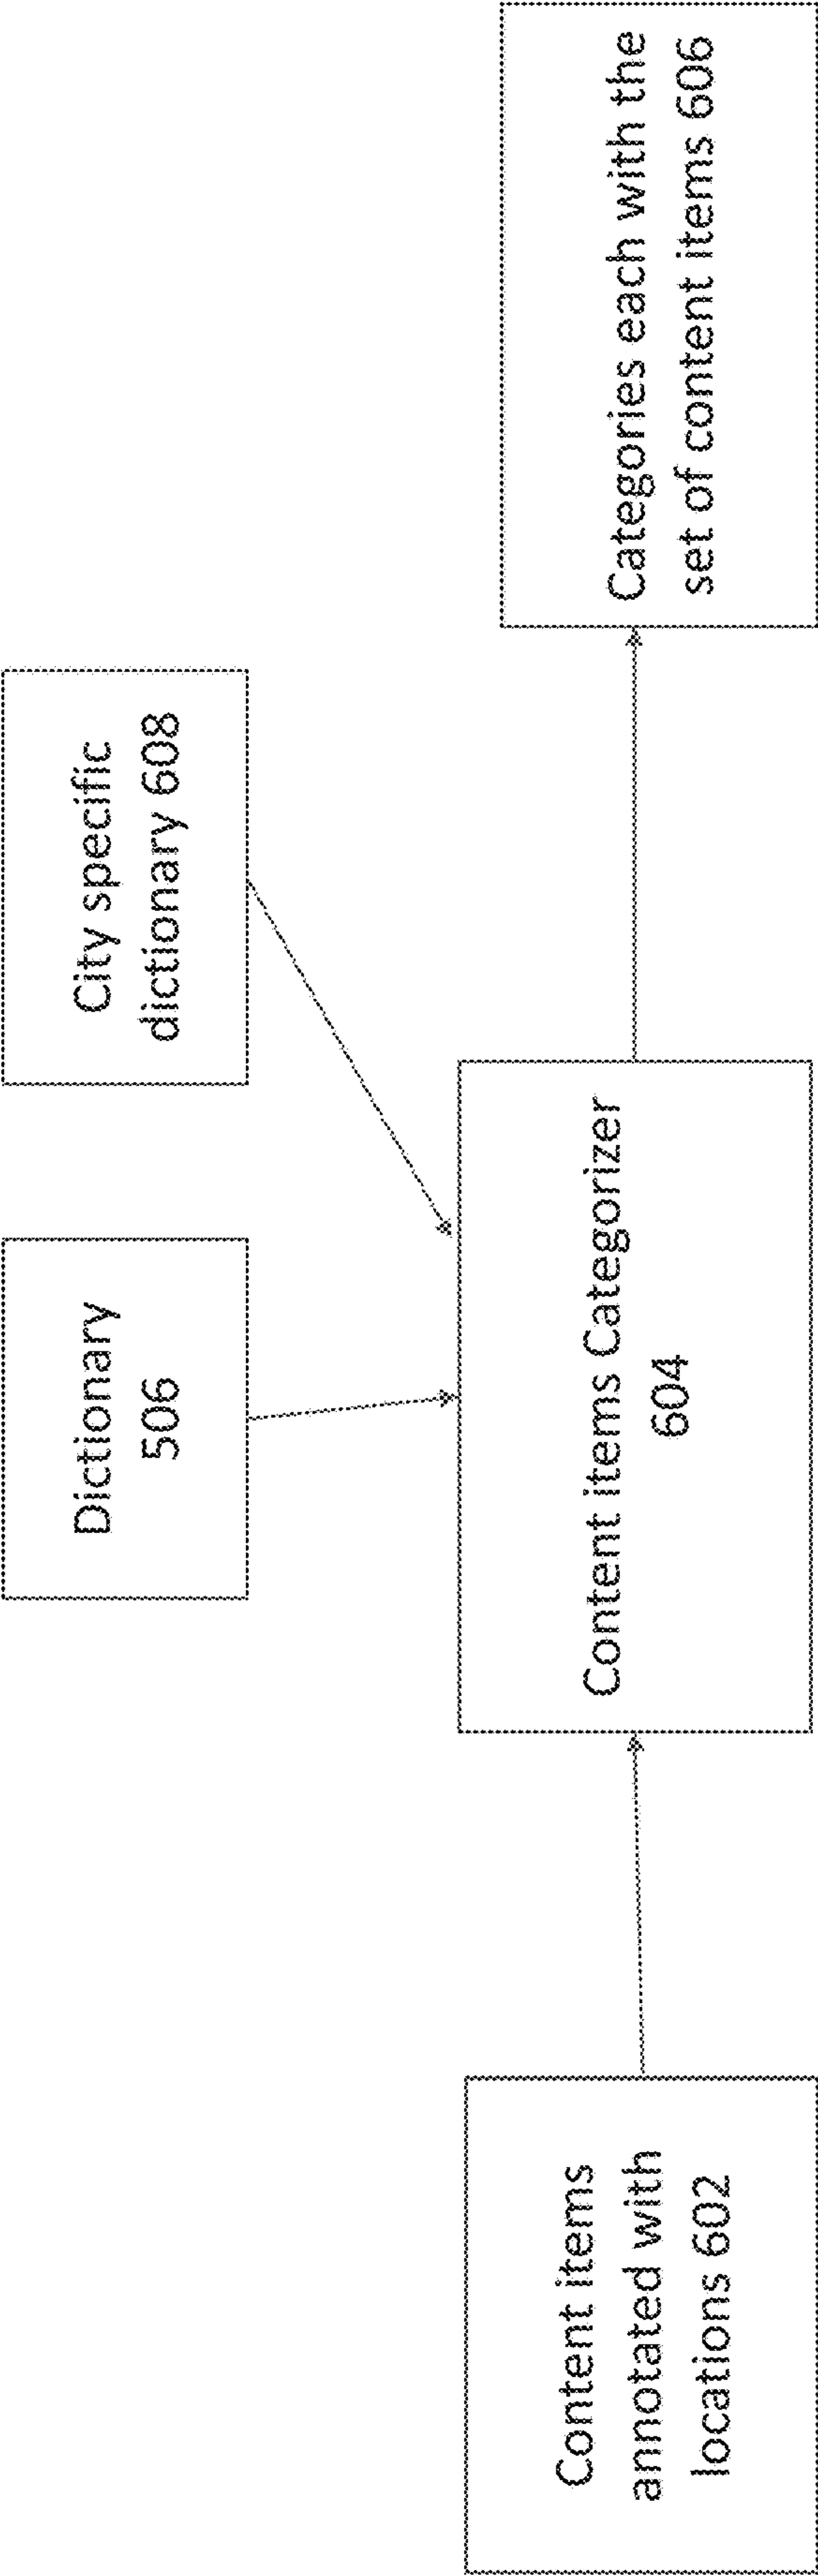 Dictionary
506
City specific
dictionary 608
Content items
annotated with
locations 602
Content items Categorizer
604
Categories each with the
set of content items 606